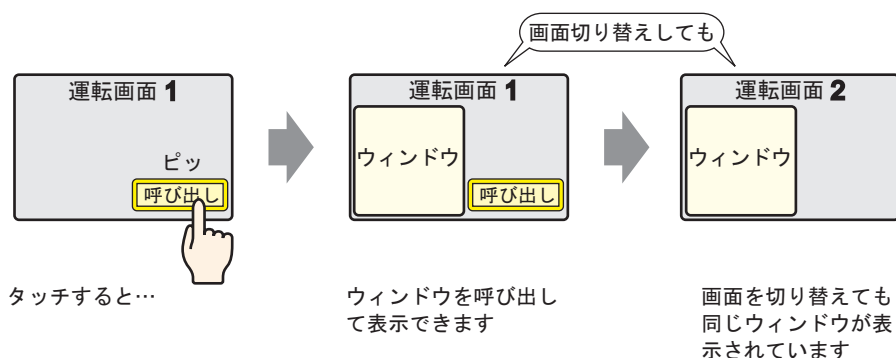 画面切り替えしても
運転画面 1
ピッ
呼び出し
運転画面 1
ウィンドウ
呼び出し
運転画面 2
ウィンドウ
タッチすると…
ウィンドウを呼び出し
て表示できます
画面を切り替えても
同じウィンドウが表
示されています